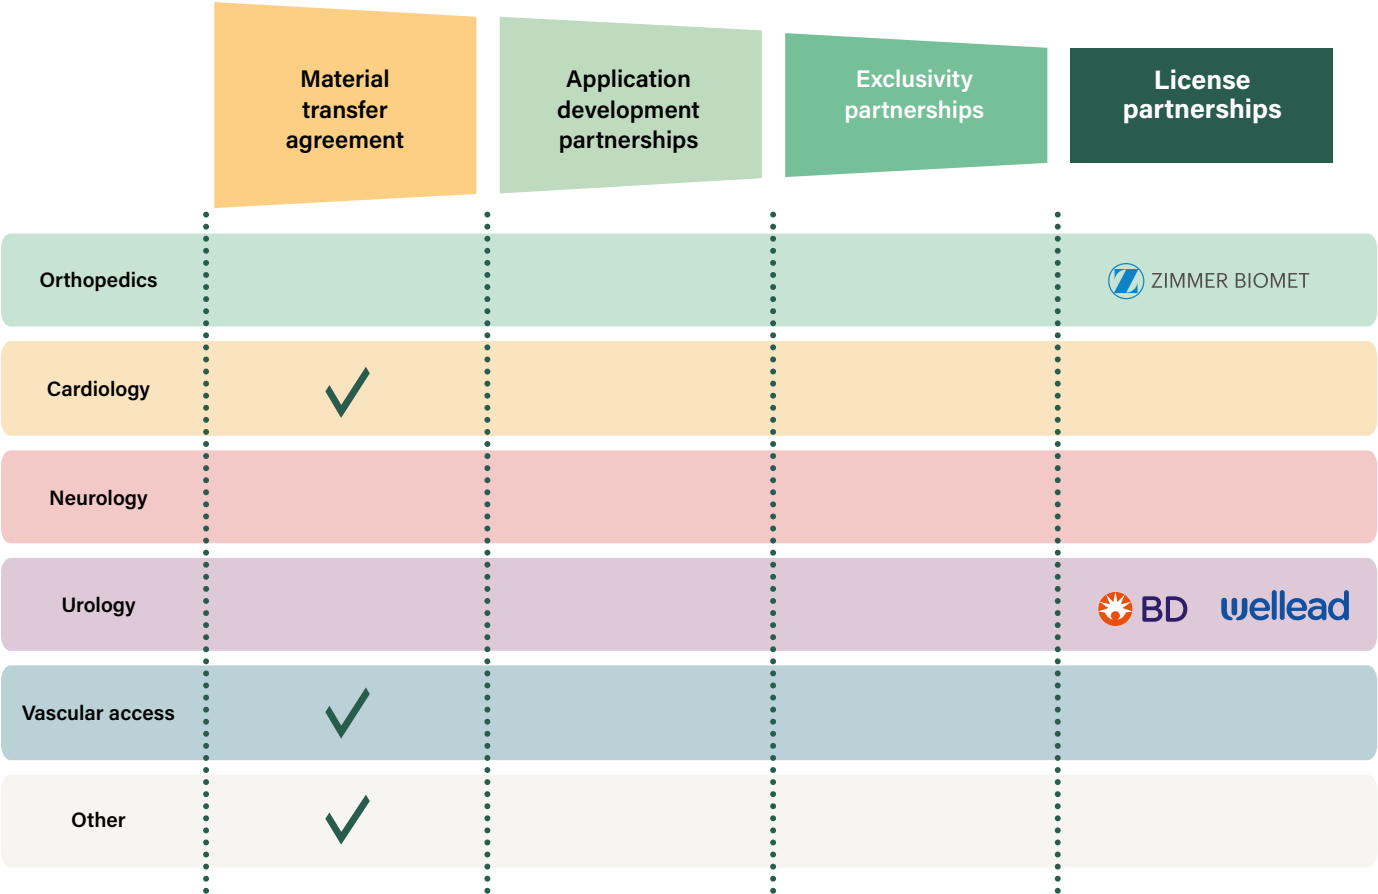 Material
transfer
agreement
Application
development
partnerships
Exclusivity
partnerships
License
partnerships
Orthopedics
ZIMMER BIOMET
Cardiology
Neurology
Urology
BD
wellead
Vascular access
Other